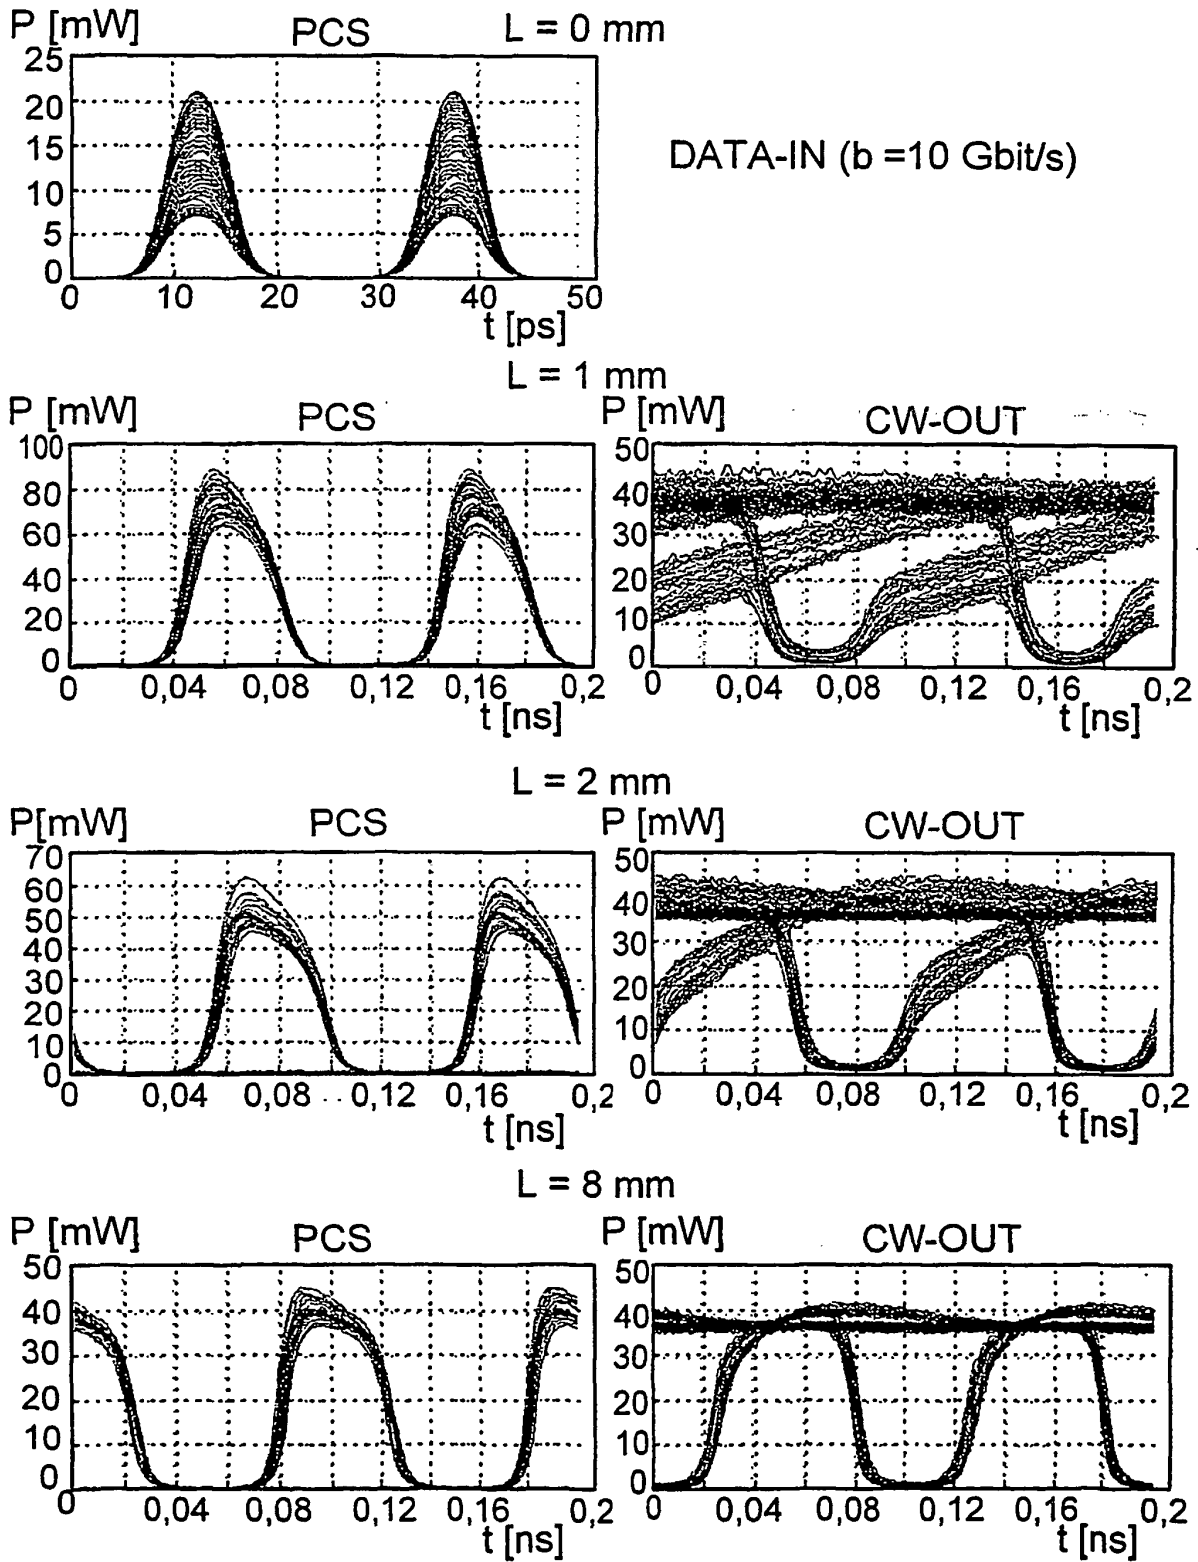 P [mW] PCS L = 0 mm
25
20
15
10
5
0
0 10 20 30 40 50
t [ps]
DATA-IN (b =10 Gbit/s)
L = 1 mm
P [mW] PCS
100
80
60
40
20
0
0 0,04 0,08 0,12 0,16 0,2
t [ns]
P [mW] CW-OUT
50
40
30
20
10
0
0 0,04 0,08 0,12 0,16 0,2
t [ns]
L = 2 mm
P[mW] PCS
70
60
50
40
30
20
10
0
0 0,04 0,08 0,12 0,16 0,2
t [ns]
P [mW] CW-OUT
50
40
30
20
10
0
0 0,04 0,08 0,12 0,16 0,2
t [ns]
L = 8 mm
P [mW] PCS
50
40
30
20
10
0
0 0,04 0,08 0,12 0,16 0,2
t [ns]
P [mW] CW-OUT
50
40
30
20
10
0
0 0,04 0,08 0,12 0,16 0,2
t [ns]